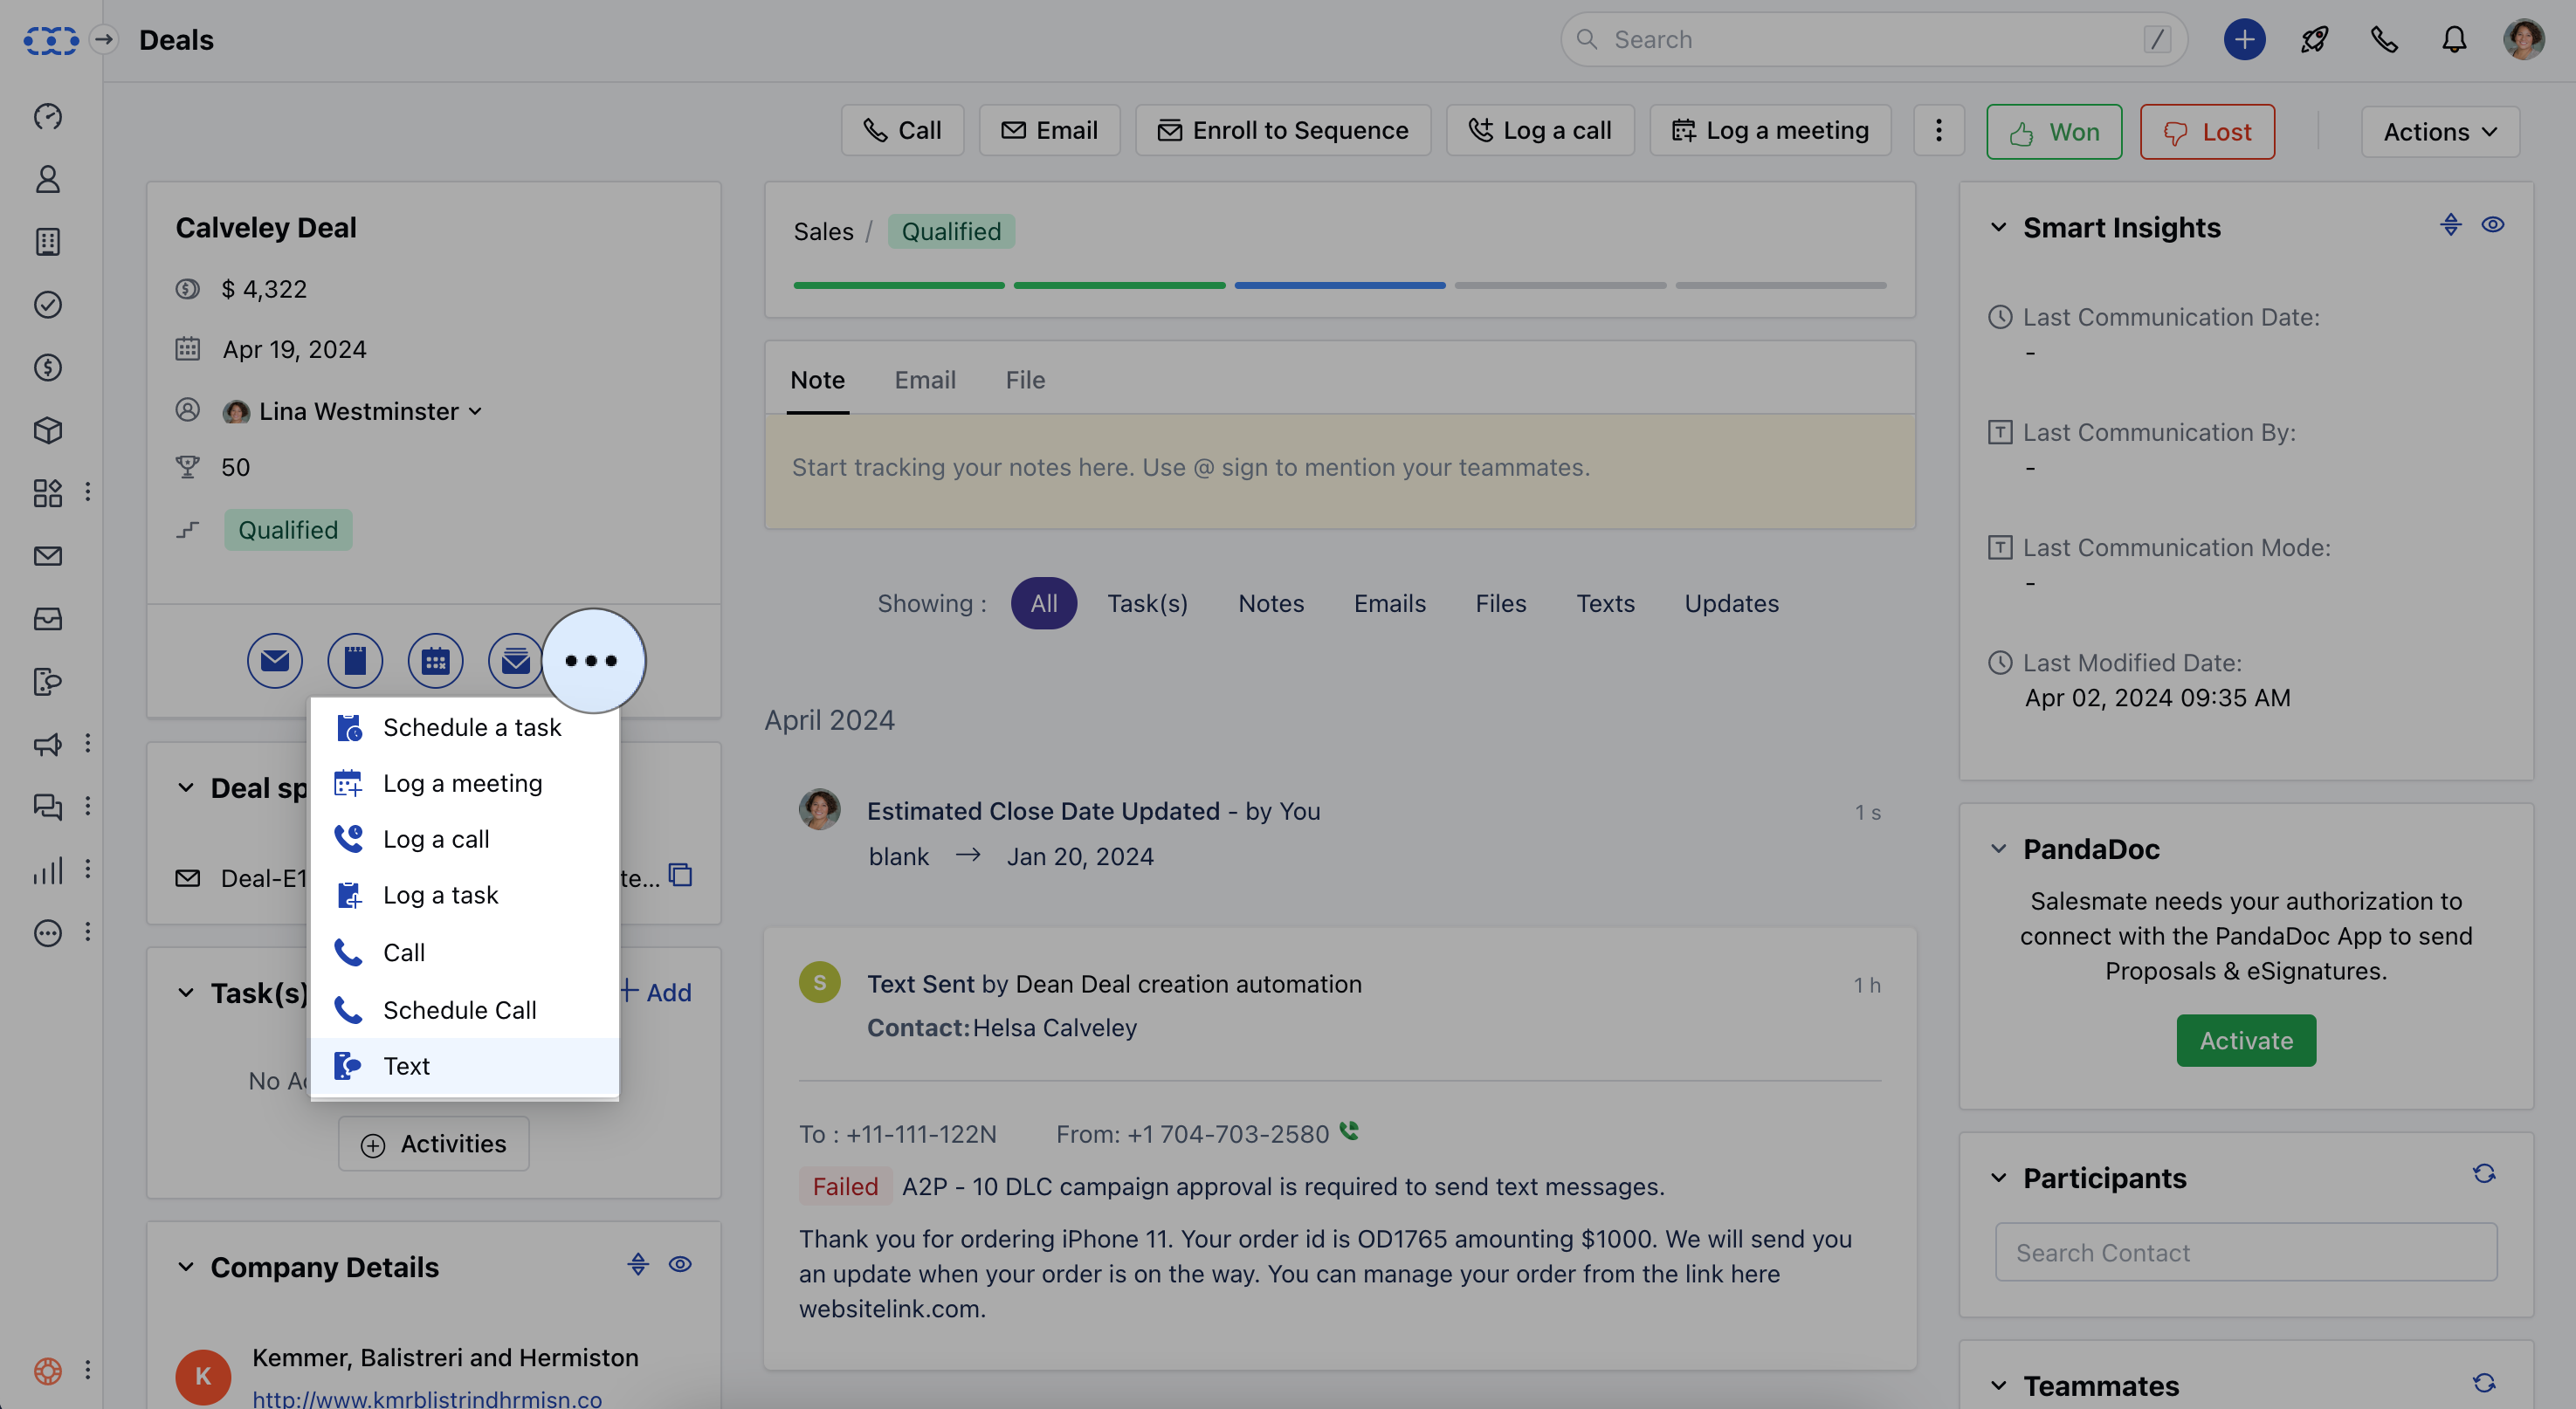 Deals
Search
/
Call
Email
Enroll to Sequence
Log a call
Log a meeting
Won
Lost
Actions
Calveley Deal
$ 4,322
Apr 19, 2024
Lina Westminster
50
Qualified
Schedule a task
Log a meeting
Log a call
Log a task
Call
Schedule Call
Text
Deal sp
Deal-E1
te...
Task(s)
+ Add
No Ac
Activities
Company Details
K
Kemmer, Balistreri and Hermiston
http://www.kmrblistrindhrmisn.co
Sales / Qualified
Note
Email
File
Start tracking your notes here. Use @ sign to mention your teammates.
Showing :
All
Task(s)
Notes
Emails
Files
Texts
Updates
April 2024
Estimated Close Date Updated - by You
1 s
blank → Jan 20, 2024
S
Text Sent by Dean Deal creation automation
1 h
Contact: Helsa Calveley
To : +11-111-122N
From: +1 704-703-2580
Failed A2P - 10 DLC campaign approval is required to send text messages.
Thank you for ordering iPhone 11. Your order id is OD1765 amounting $1000. We will send you
an update when your order is on the way. You can manage your order from the link here
websitelink.com.
Smart Insights
Last Communication Date:
-
T Last Communication By:
-
T Last Communication Mode:
-
Last Modified Date:
Apr 02, 2024 09:35 AM
PandaDoc
Salesmate needs your authorization to
connect with the PandaDoc App to send
Proposals & eSignatures.
Activate
Participants
Search Contact
Teammates